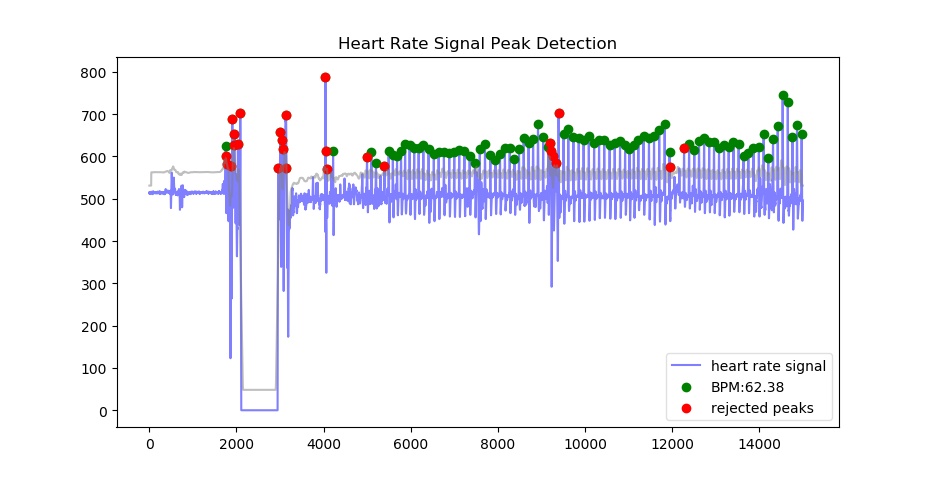 Heart Rate Signal Peak Detection
800
700
600
500
400
300
200
100
0
heart rate signal
BPM:62.38
rejected peaks
0 2000 4000 6000 8000 10000 12000 14000